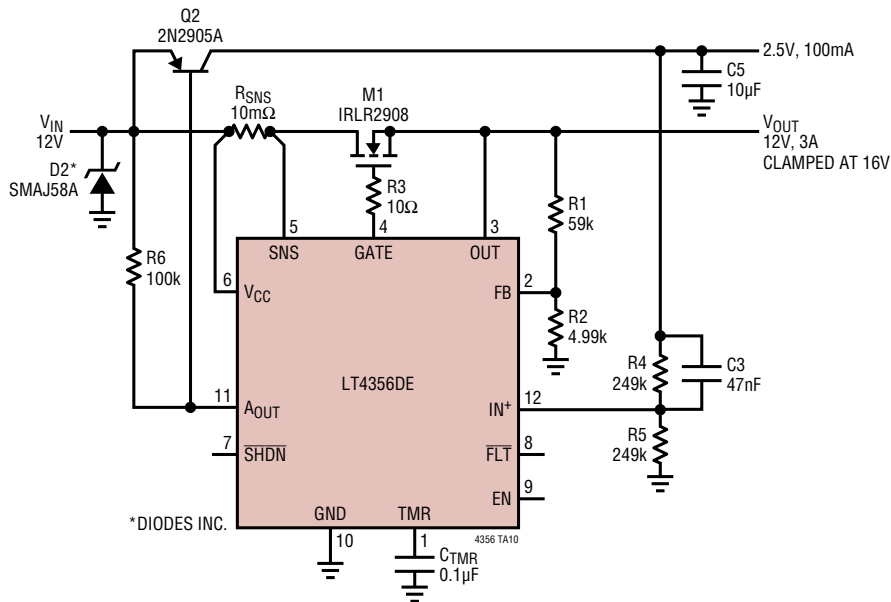 Q2
2N2905A
2.5V, 100mA
C5
10µF
VIN
12V
RSNS
10mΩ
M1
IRLR2908
VOUT
12V, 3A
CLAMPED AT 16V
D2*
SMAJ58A
R3
10Ω
R1
59k
5
4
3
SNS
GATE
OUT
R6
100k
6
VCC
FB
2
R2
4.99k
R4
249k
C3
47nF
LT4356DE
11
AOUT
IN+
12
R5
249k
7
SHDN
FLT
8
EN
9
*DIODES INC.
GND
TMR
10
1
4356 TA10
CTMR
0.1µF